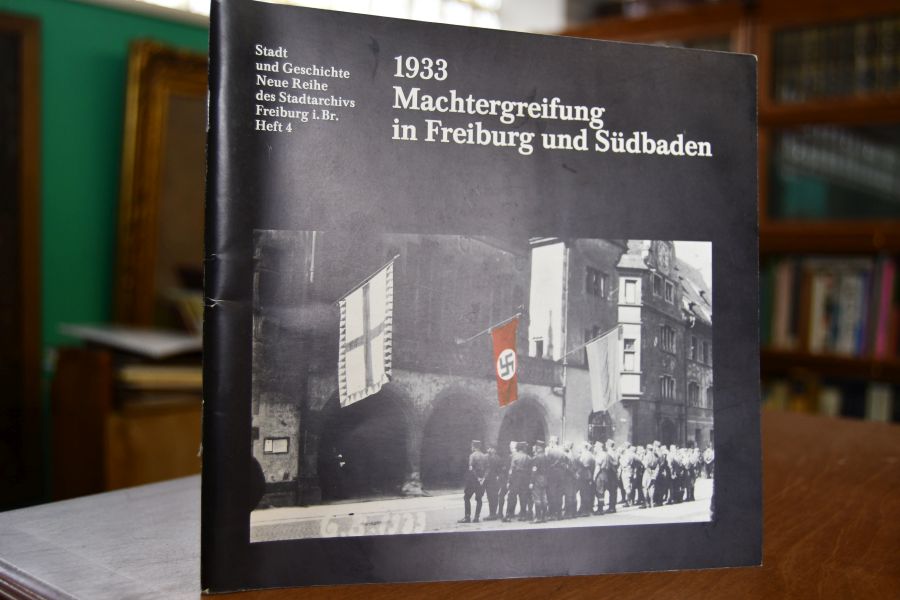 Stadt
und Geschichte
Neue Reihe
des Stadtarchivs
Freiburg i. Br.
Heft 4
1933
Machtergreifung
in Freiburg und Südbaden